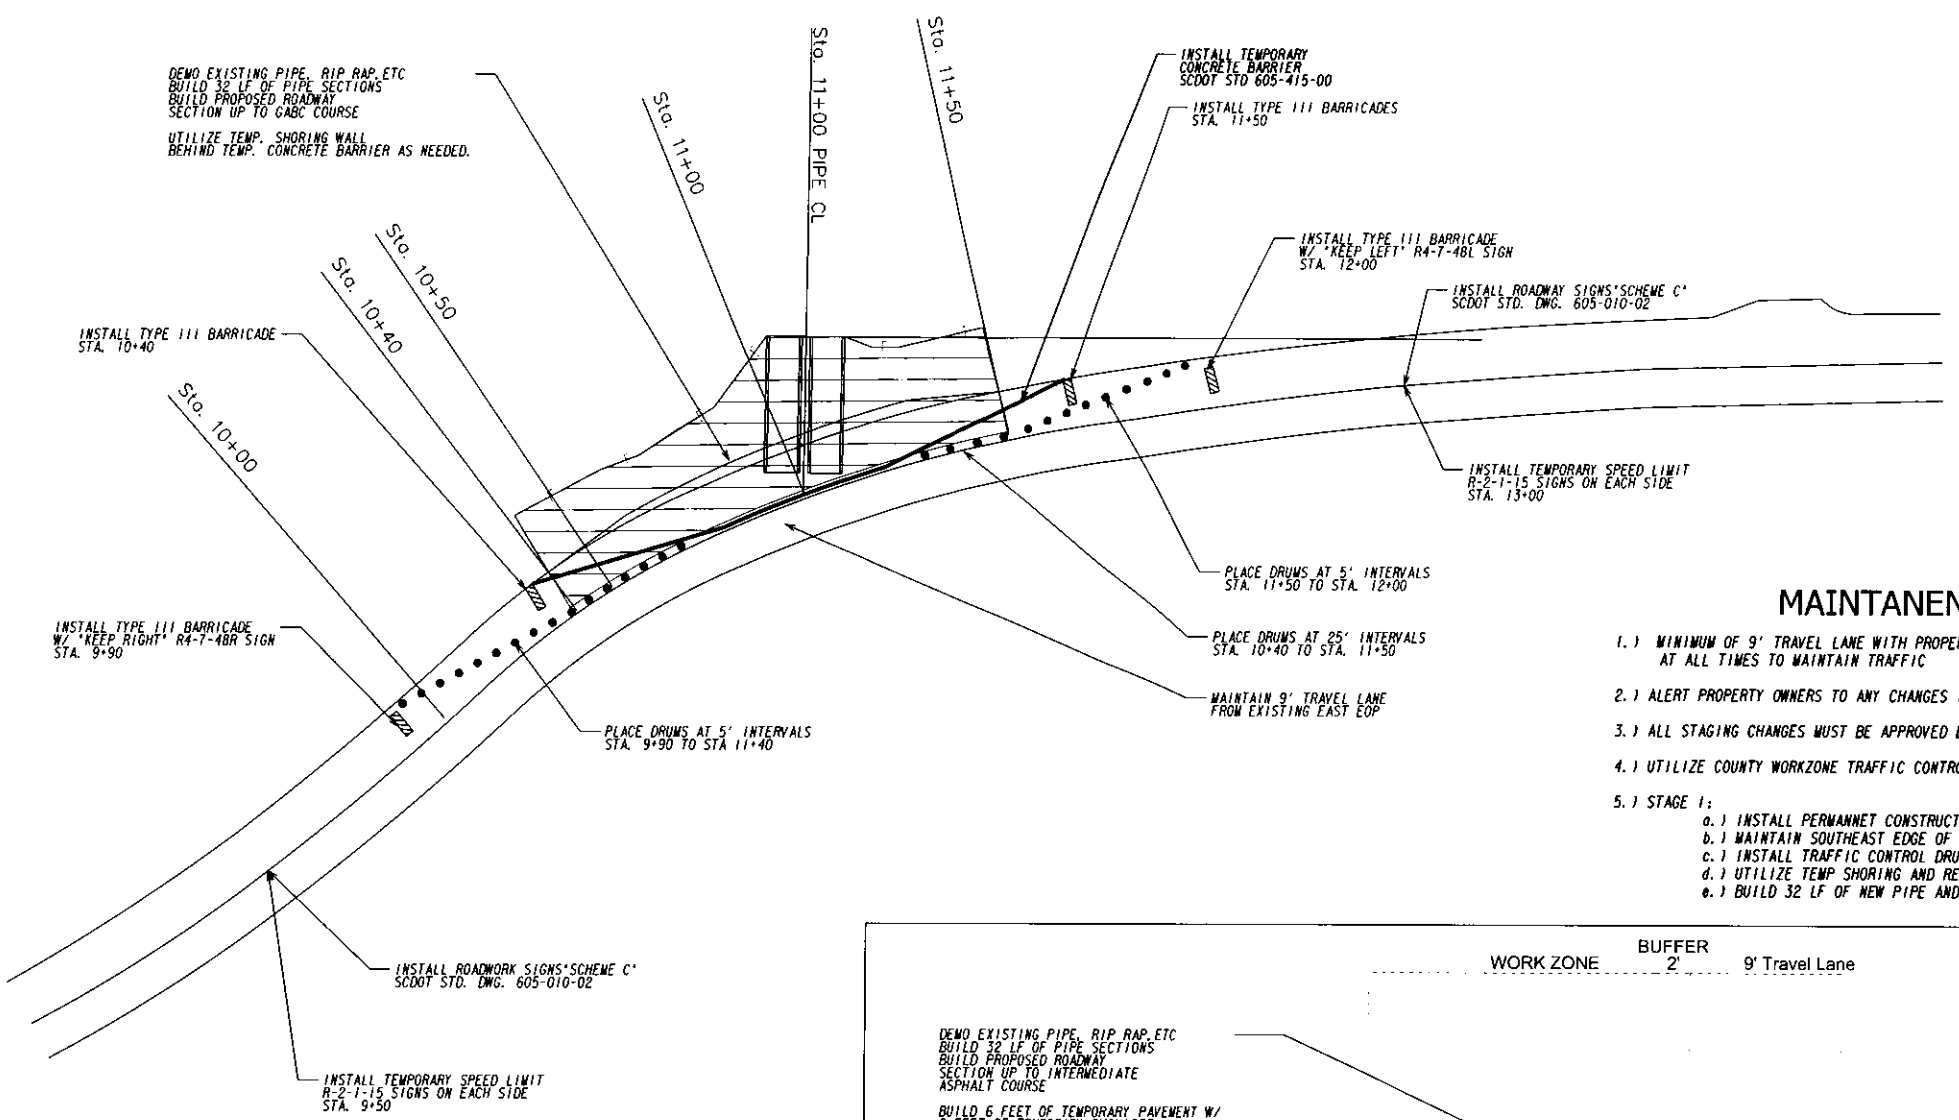 DEMO EXISTING PIPE, RIP RAP, ETC
BUILD 32 LF OF PIPE SECTIONS
BUILD PROPOSED ROADWAY
SECTION UP TO GABC COURSE
UTILIZE TEMP. SHORING WALL
BEHIND TEMP. CONCRETE BARRIER AS NEEDED.
Sta. 11+00
Sta. 11+00 PIPE CL
Sta. 11+50
INSTALL TEMPORARY
CONCRETE BARRIER
SCDOT STD 605-415-00
INSTALL TYPE III BARRICADES
STA. 11+50
Sta. 10+50
Sta. 10+40
INSTALL TYPE III BARRICADE
W/ "KEEP LEFT" R4-7-48L SIGN
STA. 12+00
INSTALL ROADWAY SIGNS"SCHEME C"
SCDOT STD. DWG. 605-010-02
INSTALL TYPE III BARRICADE
STA. 10+40
Sta. 10+00
INSTALL TEMPORARY SPEED LIMIT
R-2-1-15 SIGNS ON EACH SIDE
STA. 13+00
PLACE DRUMS AT 5' INTERVALS
STA. 11+50 TO STA. 12+00
INSTALL TYPE III BARRICADE
W/ "KEEP RIGHT" R4-7-48R SIGN
STA. 9+90
PLACE DRUMS AT 25' INTERVALS
STA. 10+40 TO STA. 11+50
MAINTAIN 9' TRAVEL LANE
FROM EXISTING EAST EOP
PLACE DRUMS AT 5' INTERVALS
STA. 9+90 TO STA 11+40
MAINTANEN
1.) MINIMUM OF 9' TRAVEL LANE WITH PROPE
AT ALL TIMES TO MAINTAIN TRAFFIC
2.) ALERT PROPERTY OWNERS TO ANY CHANGES
3.) ALL STAGING CHANGES MUST BE APPROVED
4.) UTILIZE COUNTY WORKZONE TRAFFIC CONTRO
5.) STAGE 1:
a.) INSTALL PERMANNET CONSTRUCT
b.) MAINTAIN SOUTHEAST EDGE OF
c.) INSTALL TRAFFIC CONTROL DRU
d.) UTILIZE TEMP SHORING AND RE
e.) BUILD 32 LF OF NEW PIPE AND
INSTALL ROADWORK SIGNS"SCHEME C"
SCDOT STD. DWG. 605-010-02
INSTALL TEMPORARY SPEED LIMIT
R-2-1-15 SIGNS ON EACH SIDE
STA. 9+50
WORK ZONE BUFFER 2' 9' Travel Lane
DEMO EXISTING PIPE, RIP RAP, ETC
BUILD 32 LF OF PIPE SECTIONS
BUILD PROPOSED ROADWAY
SECTION UP TO INTERMEDIATE
ASPHALT COURSE
BUILD 6 FEET OF TEMPORARY PAVEMENT W/